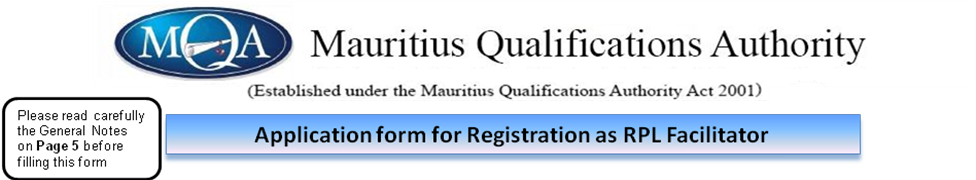 MQA
Mauritius Qualifications Authority
(Established under the Mauritius Qualifications Authority Act 2001)
Please read carefully
the General Notes
on Page 5 before
filling this form
Application form for Registration as RPL Facilitator